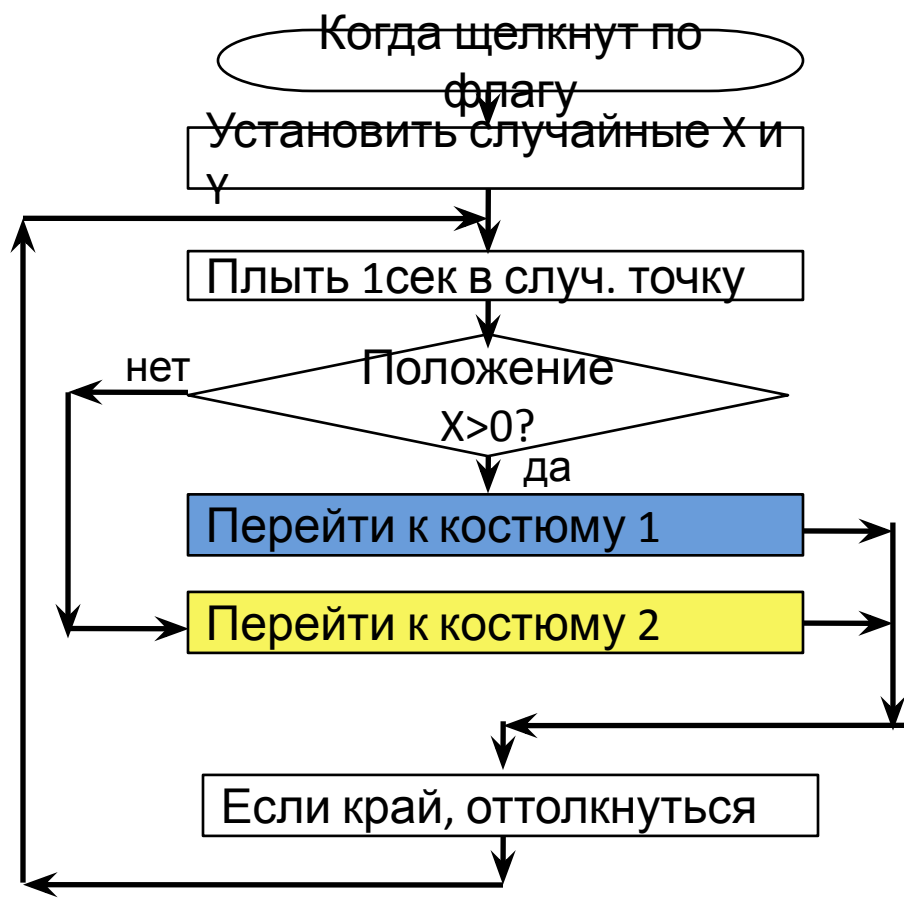 Когда щелкнут по
флагу
Установить случайные X и
Y
Плыть 1сек в случ. точку
нет
Положение
X>0?
да
Перейти к костюму 1
Перейти к костюму 2
Если край, оттолкнуться